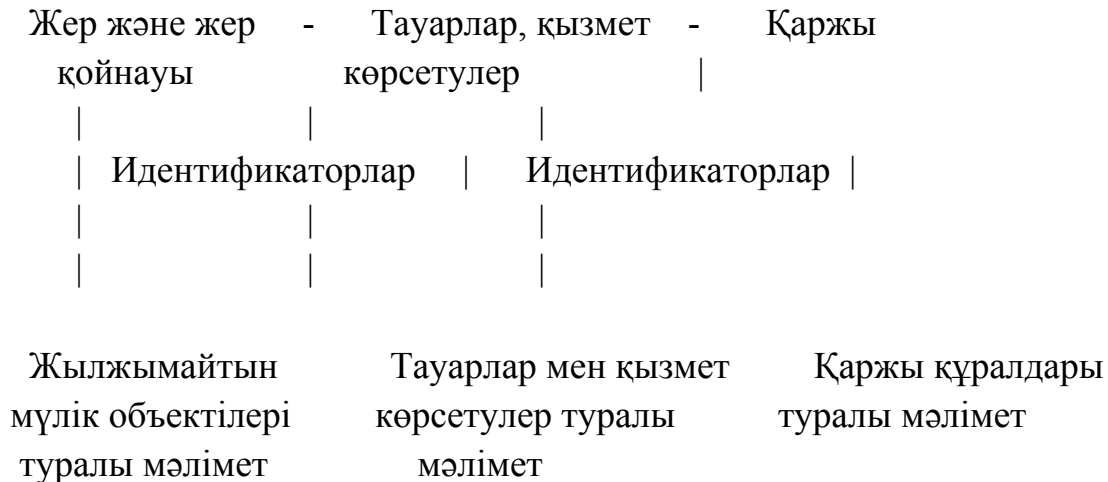 Жер және жер - Тауарлар, қызмет - Қаржы
қойнауы көрсетулер |
| | |
| Идентификаторлар | Идентификаторлар |
| | |
| | |
Жылжымайтын Тауарлар мен қызмет Қаржы құралдары
мүлік объектілері көрсетулер туралы туралы мәлімет
туралы мәлімет мәлімет